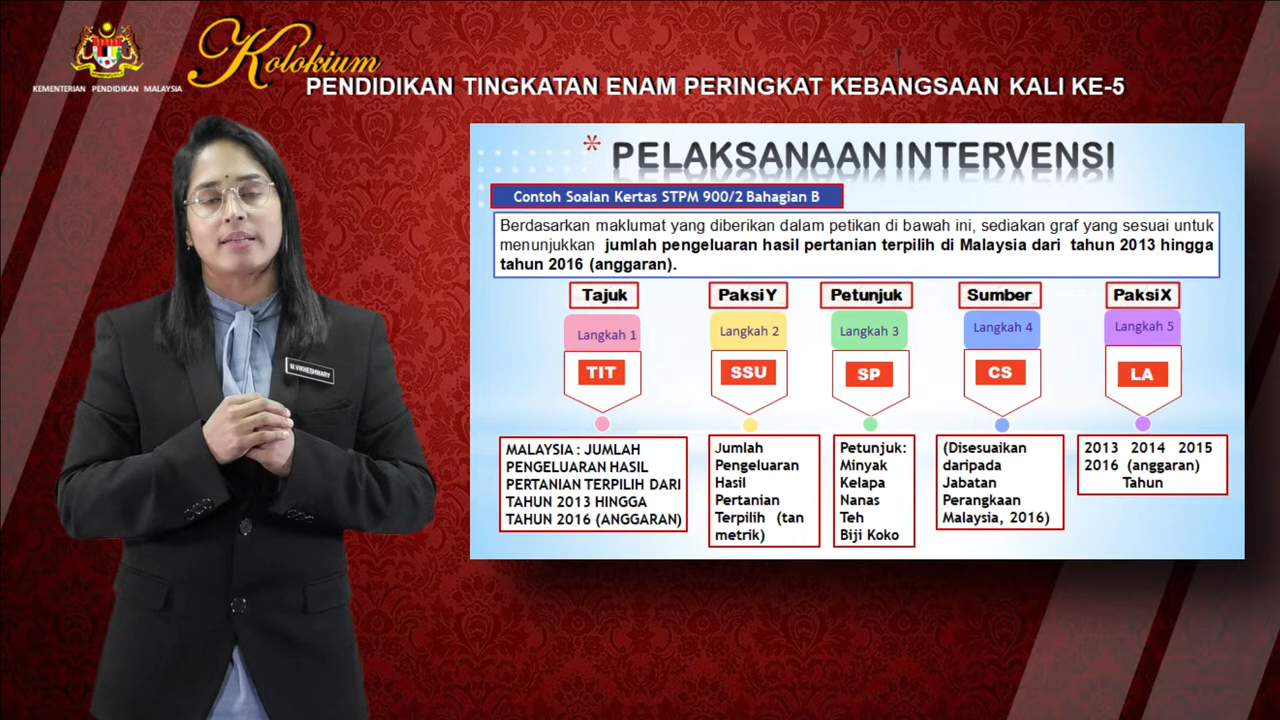 Kolokium
KEMENTERIAN PENDIDIKAN MALAYSIA
PENDIDIKAN TINGKATAN ENAM PERINGKAT KEBANGSAAN KALI KE-5
* PELAKSANAAN INTERVENSI
Contoh Soalan Kertas STPM 900/2 Bahagian B
Berdasarkan maklumat yang diberikan dalam petikan di bawah ini, sediakan graf yang sesuai untuk
menunjukkan jumlah pengeluaran hasil pertanian terpilih di Malaysia dari tahun 2013 hingga
tahun 2016 (anggaran).
Tajuk
Langkah 1
TIT
MALAYSIA : JUMLAH
PENGELUARAN HASIL
PERTANIAN TERPILIH DARI
TAHUN 2013 HINGGA
TAHUN 2016 (ANGGARAN)
Paksi Y
Langkah 2
SSU
Jumlah
Pengeluaran
Hasil
Pertanian
Terpilih (tan
metrik)
Petunjuk
Langkah 3
SP
Petunjuk:
Minyak
Kelapa
Nanas
Teh
Biji Koko
Sumber
Langkah 4
CS
(Disesuaikan
daripada
Jabatan
Perangkaan
Malaysia, 2016)
Paksi X
Langkah 5
LA
2013 2014 2015
2016 (anggaran)
Tahun
M.VIKNESHWARY